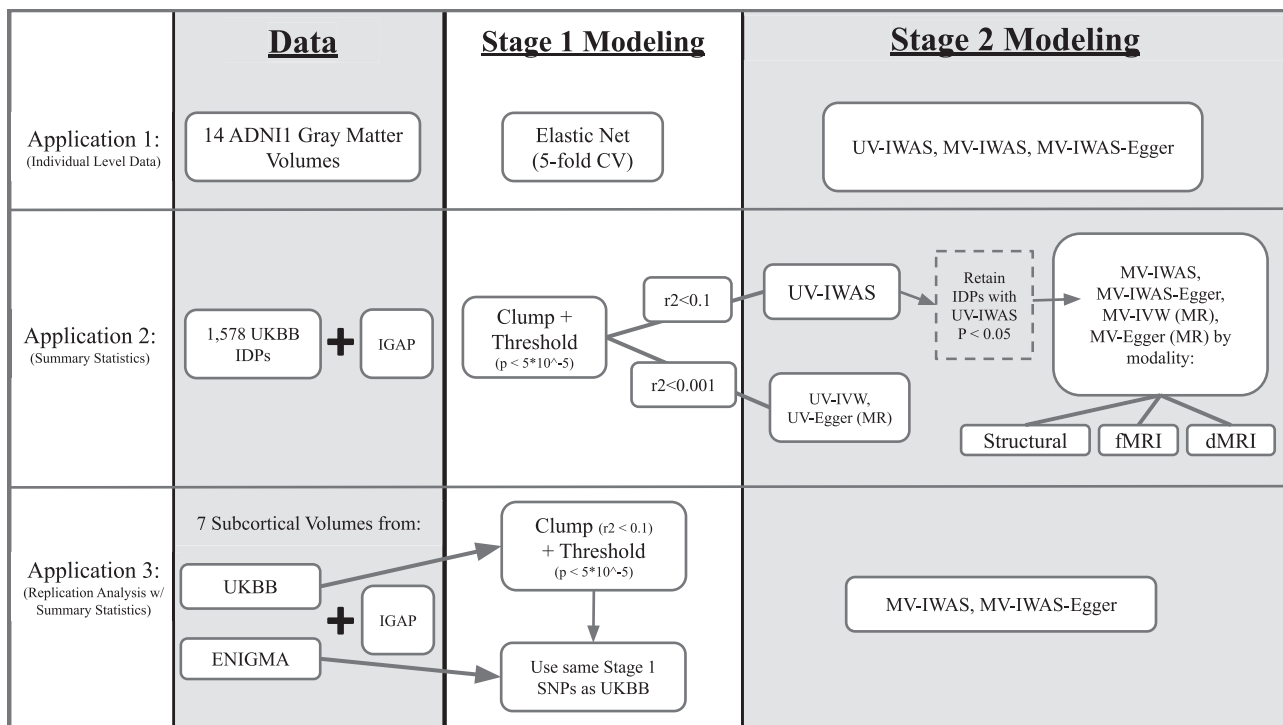 Data
Stage 1 Modeling
Stage 2 Modeling
Application 1:
(Individual Level Data)
14 ADNI1 Gray Matter
Volumes
Elastic Net
(5-fold CV)
UV-IWAS, MV-IWAS, MV-IWAS-Egger
Application 2:
(Summary Statistics)
1,578 UKBB
IDPs
+
IGAP
Clump +
Threshold
(p < 5*10^-5)
r2<0.1
r2<0.001
UV-IWAS
UV-IVW,
UV-Egger (MR)
Retain
IDPs with
UV-IWAS
P < 0.05
MV-IWAS,
MV-IWAS-Egger,
MV-IVW (MR),
MV-Egger (MR) by
modality:
Structural
fMRI
dMRI
Application 3:
(Replication Analysis w/
Summary Statistics)
7 Subcortical Volumes from:
UKBB
+
IGAP
ENIGMA
Clump (r2 < 0.1)
+ Threshold
(p < 5*10^-5)
Use same Stage 1
SNPs as UKBB
MV-IWAS, MV-IWAS-Egger